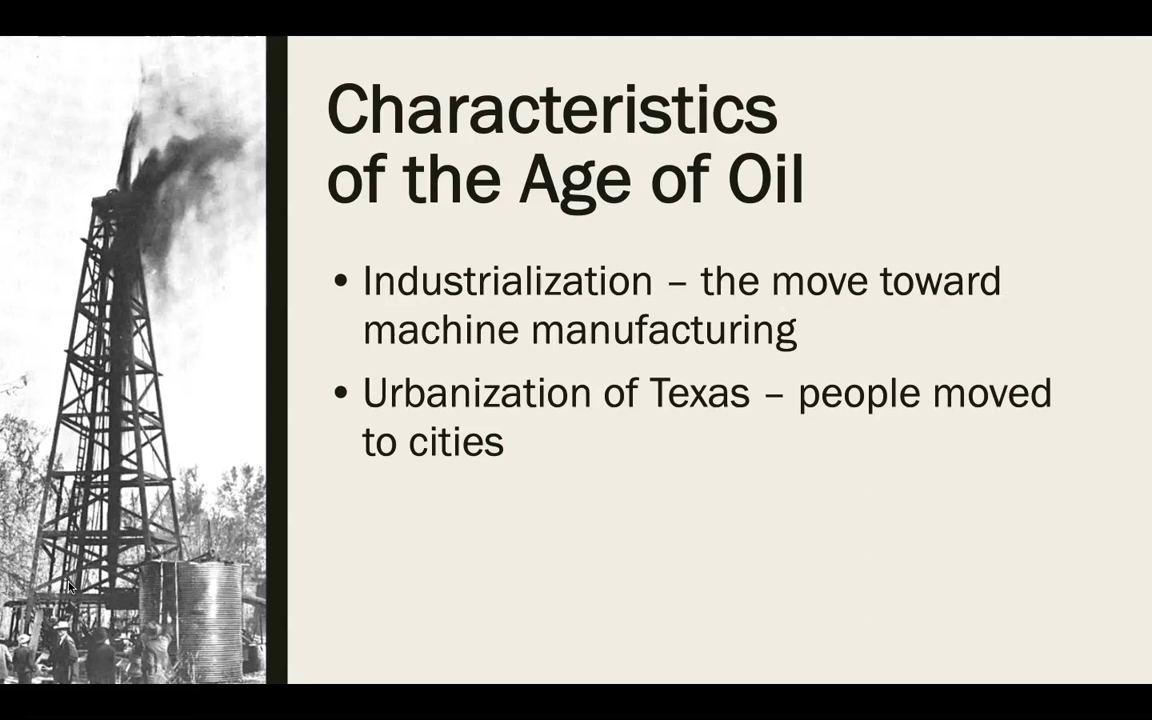 Characteristics
of the Age of Oil
• Industrialization – the move toward
machine manufacturing
• Urbanization of Texas – people moved
to cities